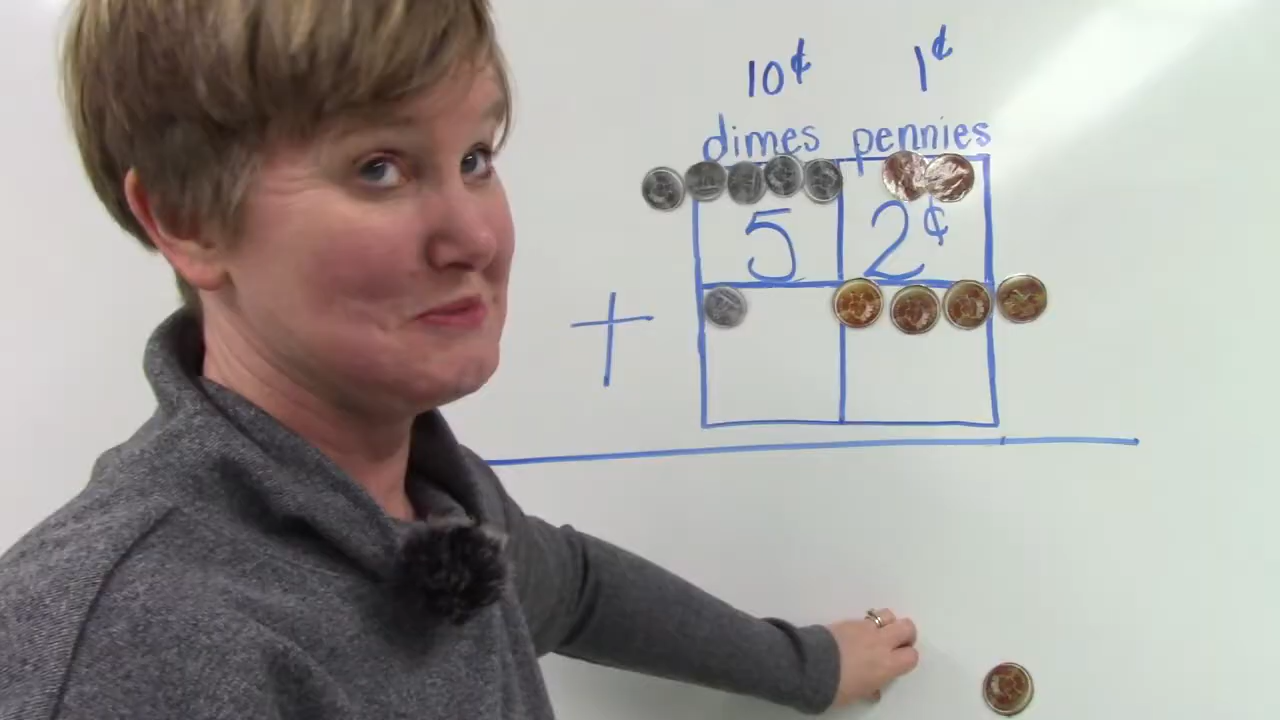 10¢ 1¢
dimes pennies
5 2¢
+